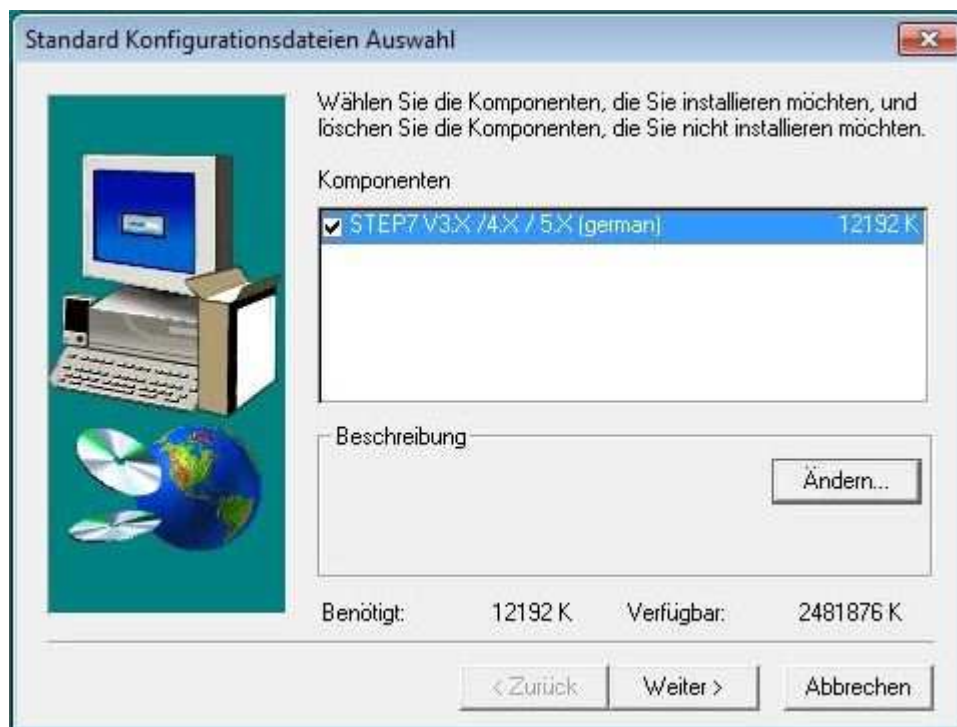 Standard Konfigurationsdateien Auswahl
Wählen Sie die Komponenten, die Sie installieren möchten, und
löschen Sie die Komponenten, die Sie nicht installieren möchten.
Komponenten
STEP7 V3.X /4.X / 5.X (german) 12192 K
Beschreibung
Ändern...
Benötigt: 12192 K Verfügbar: 2481876 K
< Zurück Weiter > Abbrechen